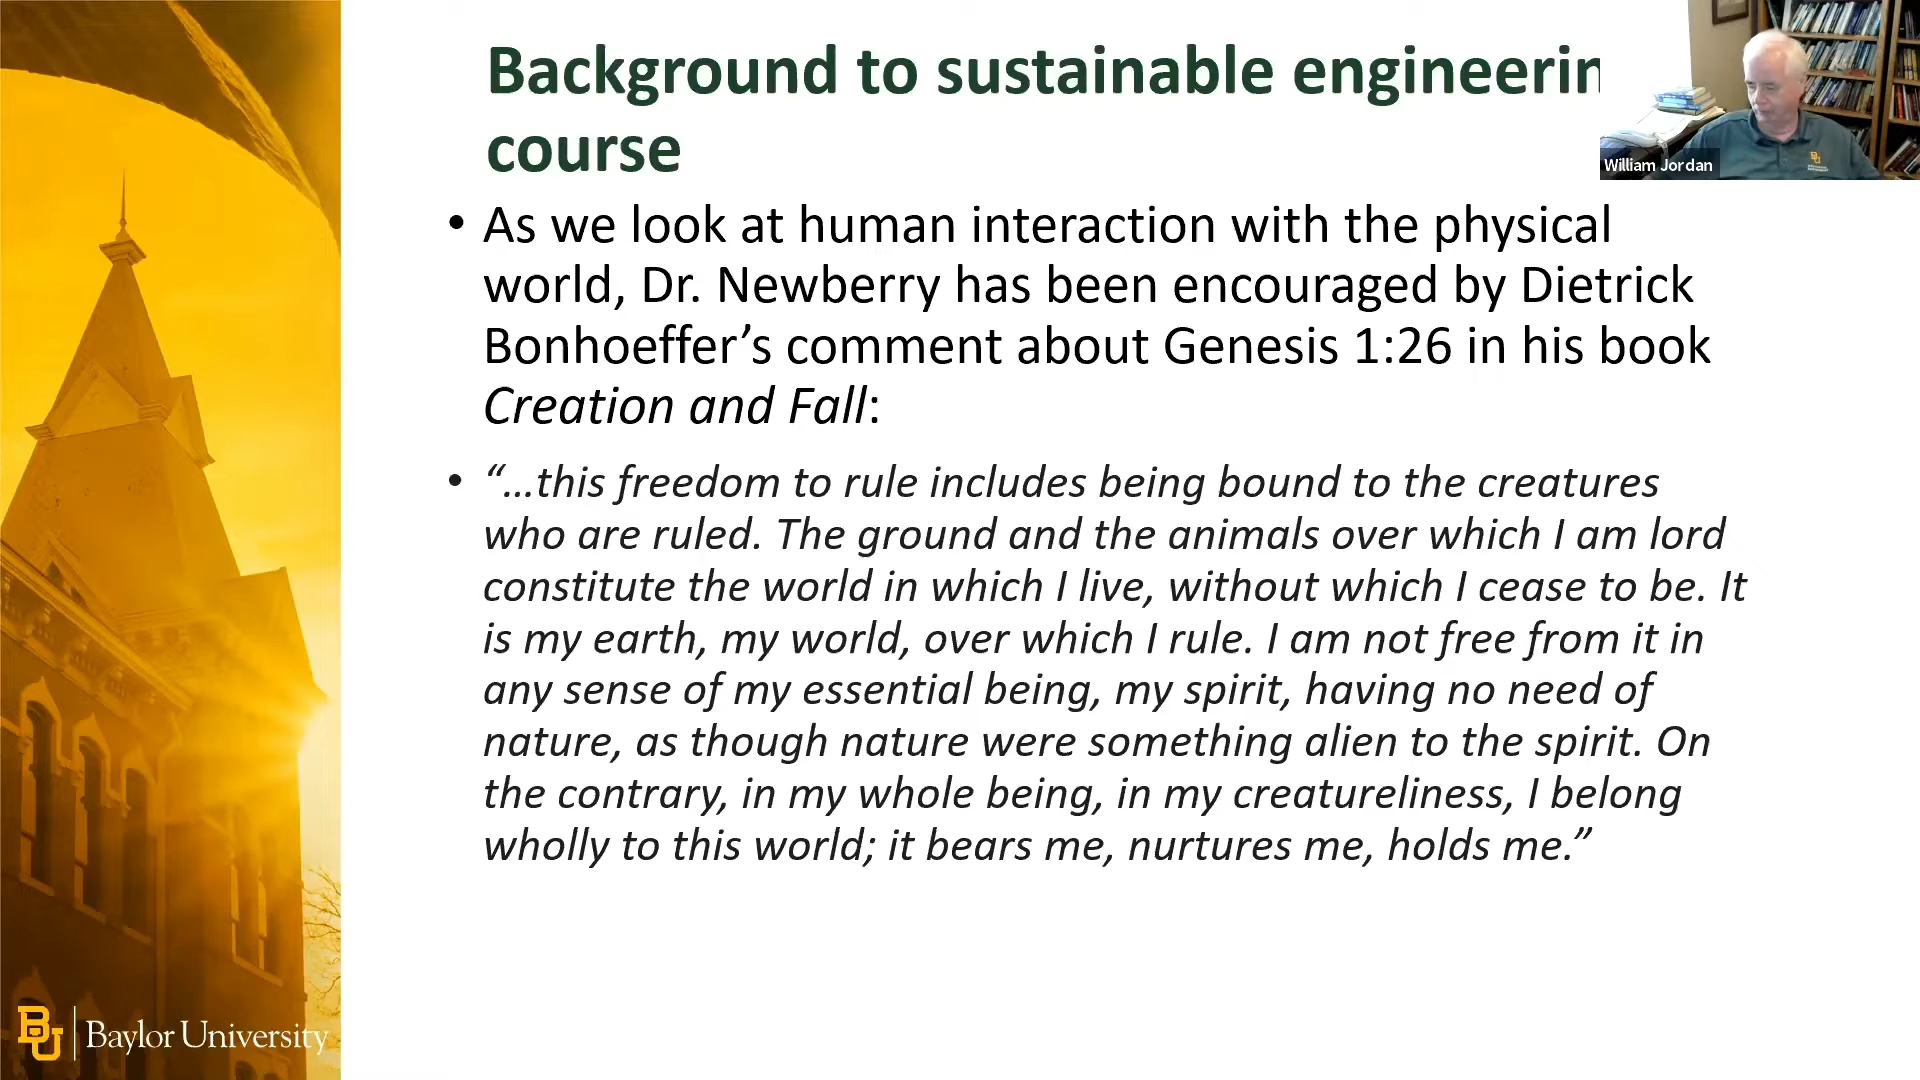 Background to sustainable engineerin
course
William Jordan
• As we look at human interaction with the physical
world, Dr. Newberry has been encouraged by Dietrick
Bonhoeffer’s comment about Genesis 1:26 in his book
Creation and Fall:
• “…this freedom to rule includes being bound to the creatures
who are ruled. The ground and the animals over which I am lord
constitute the world in which I live, without which I cease to be. It
is my earth, my world, over which I rule. I am not free from it in
any sense of my essential being, my spirit, having no need of
nature, as though nature were something alien to the spirit. On
the contrary, in my whole being, in my creatureliness, I belong
wholly to this world; it bears me, nurtures me, holds me.”
BU Baylor University